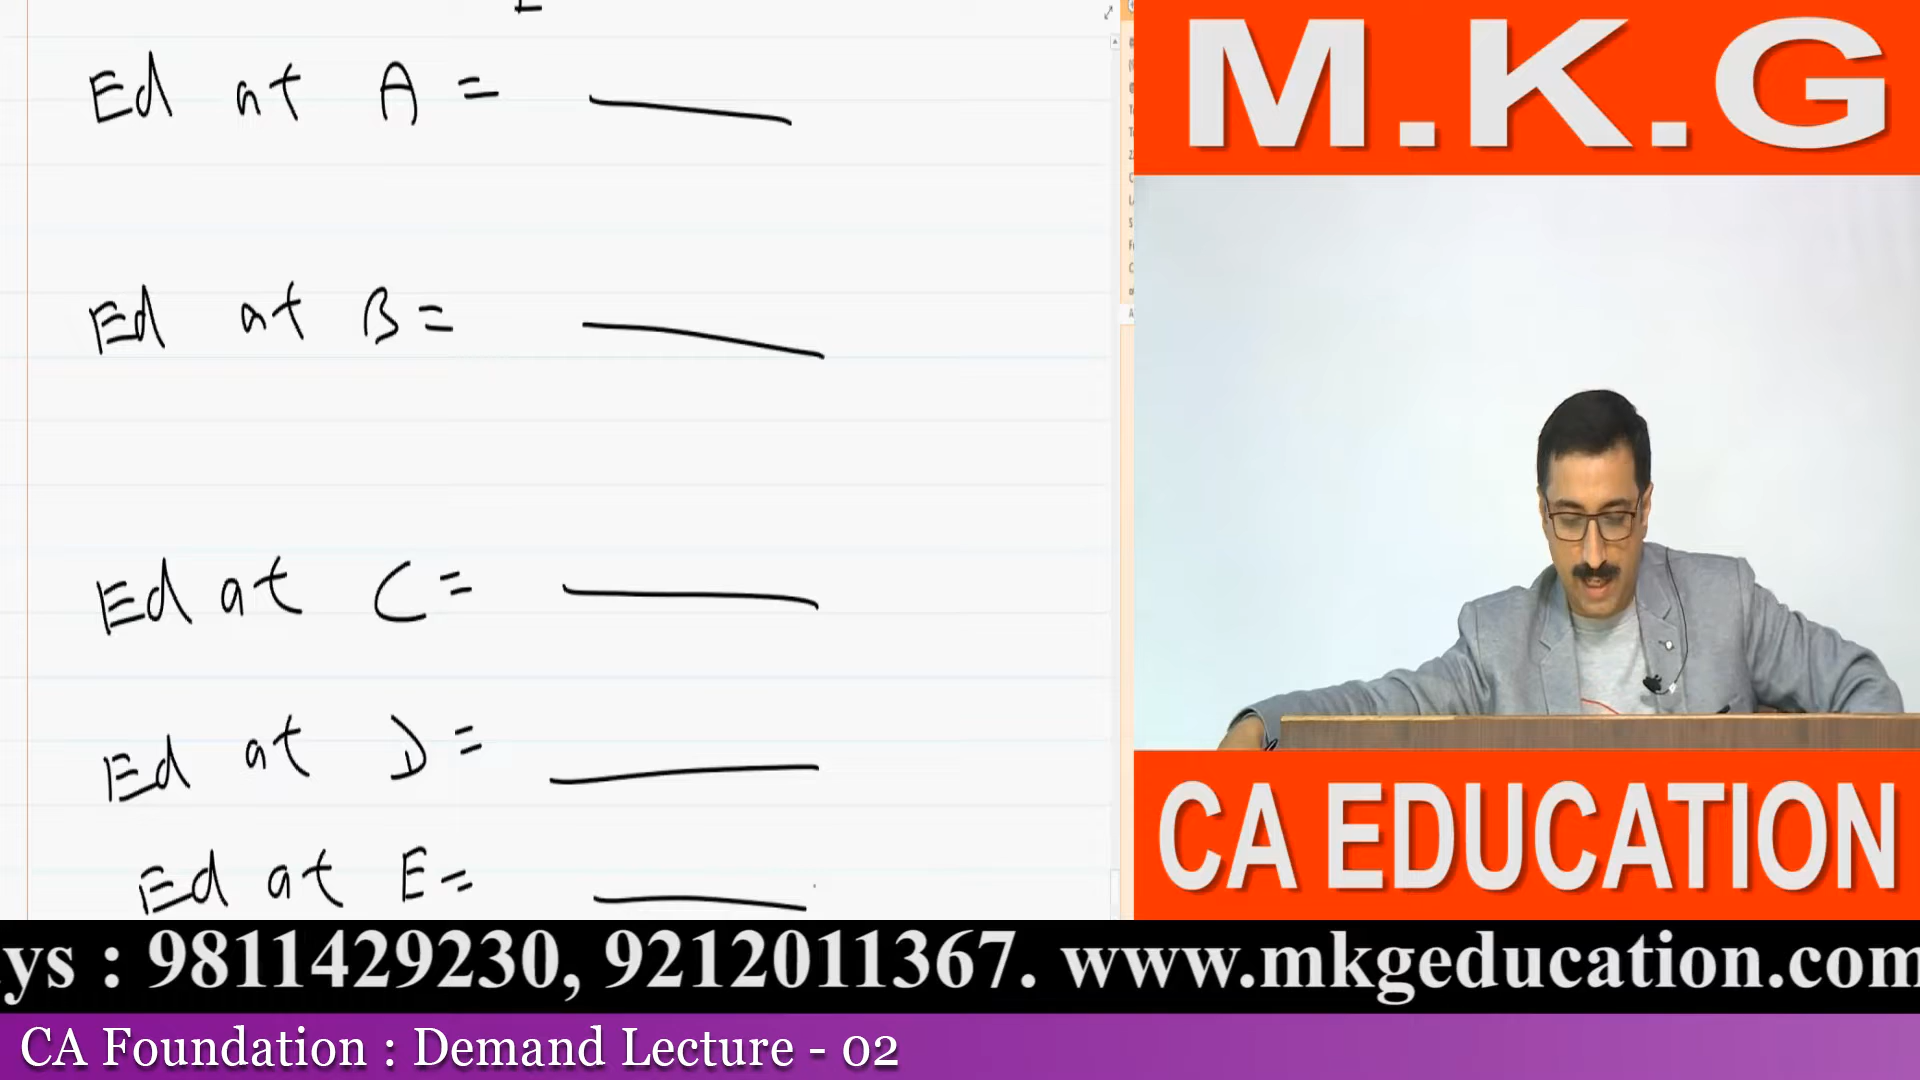 Ed at A =
Ed at B =
Ed at C =
Ed at D =
Ed at E =
M.K.G
CA EDUCATION
ys : 9811429230, 9212011367. www.mkgeducation.com
CA Foundation : Demand Lecture - 02